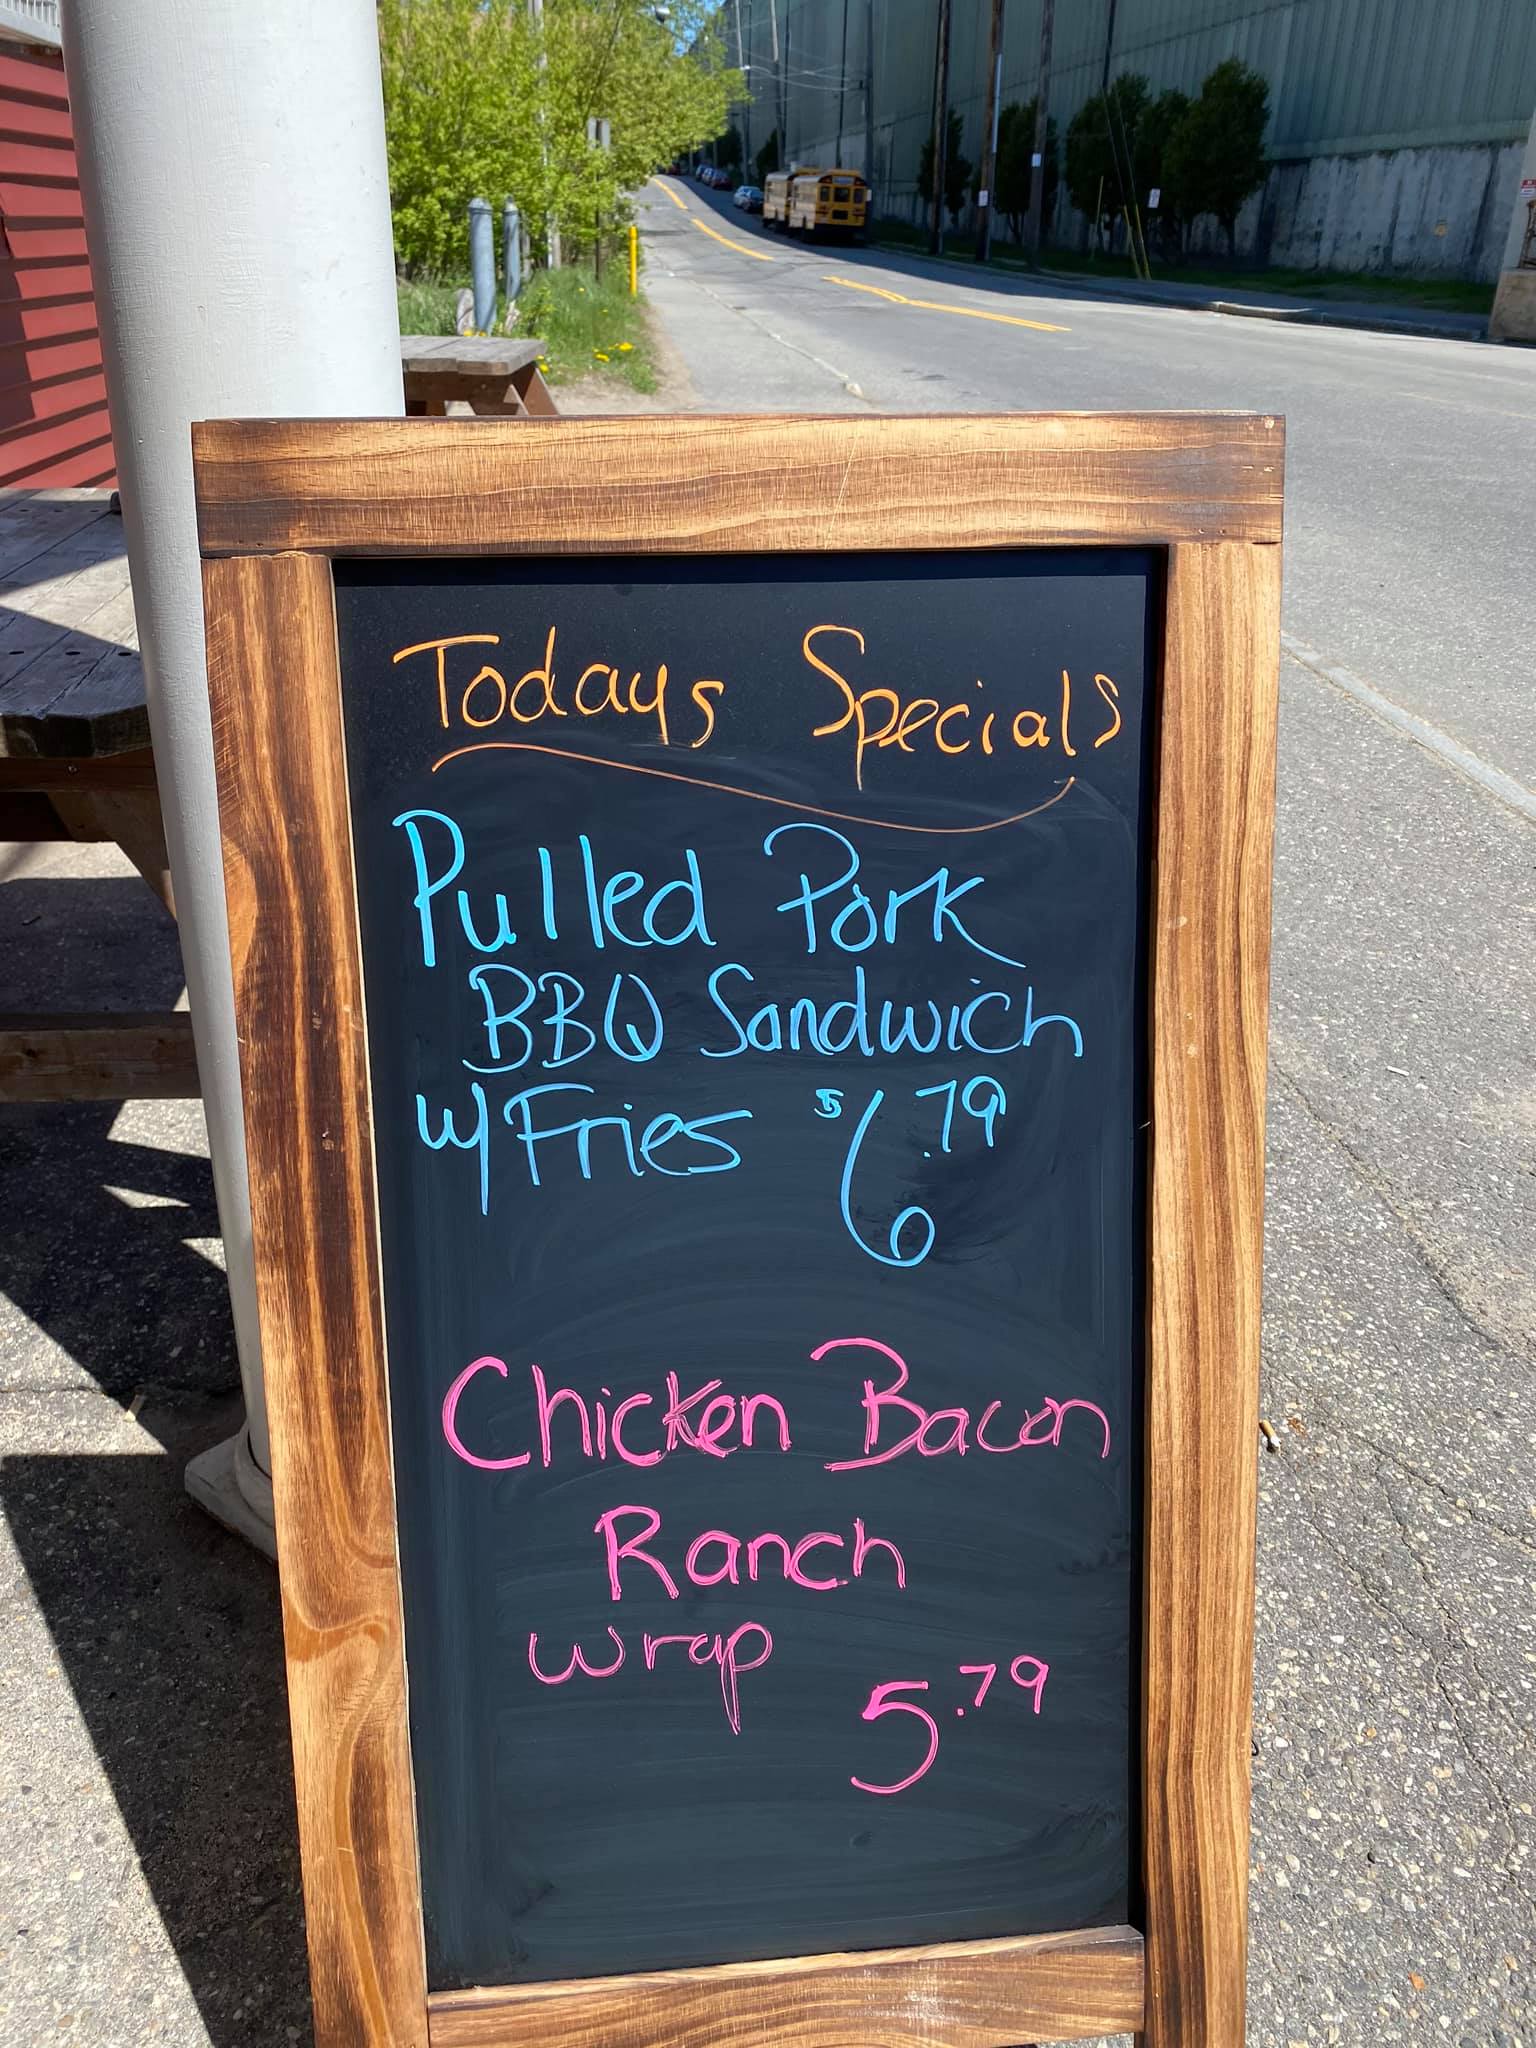 Todays Specials
Pulled Pork
BBQ Sandwich
w/Fries $6.79
Chicken Bacon
Ranch
wrap
5.79